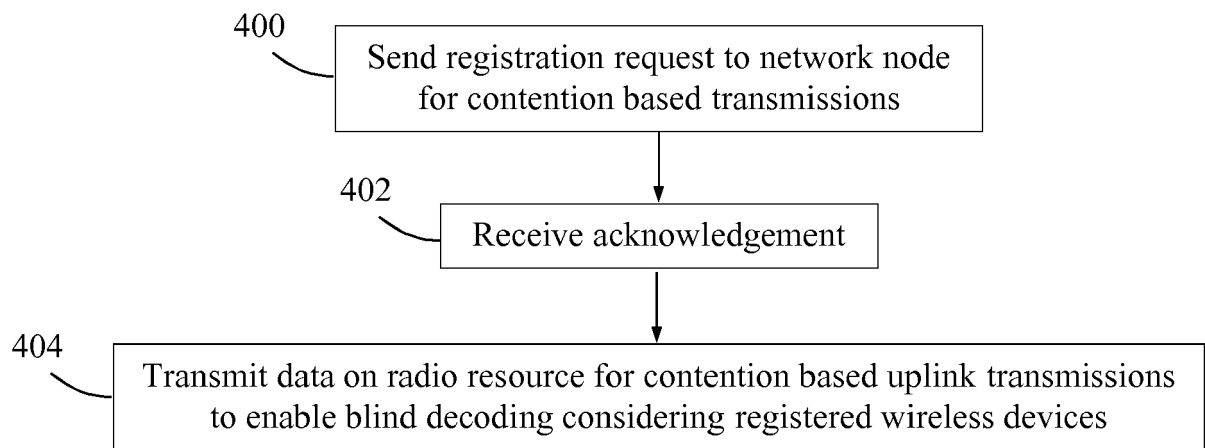 400
Send registration request to network node
for contention based transmissions
402
Receive acknowledgement
404
Transmit data on radio resource for contention based uplink transmissions
to enable blind decoding considering registered wireless devices